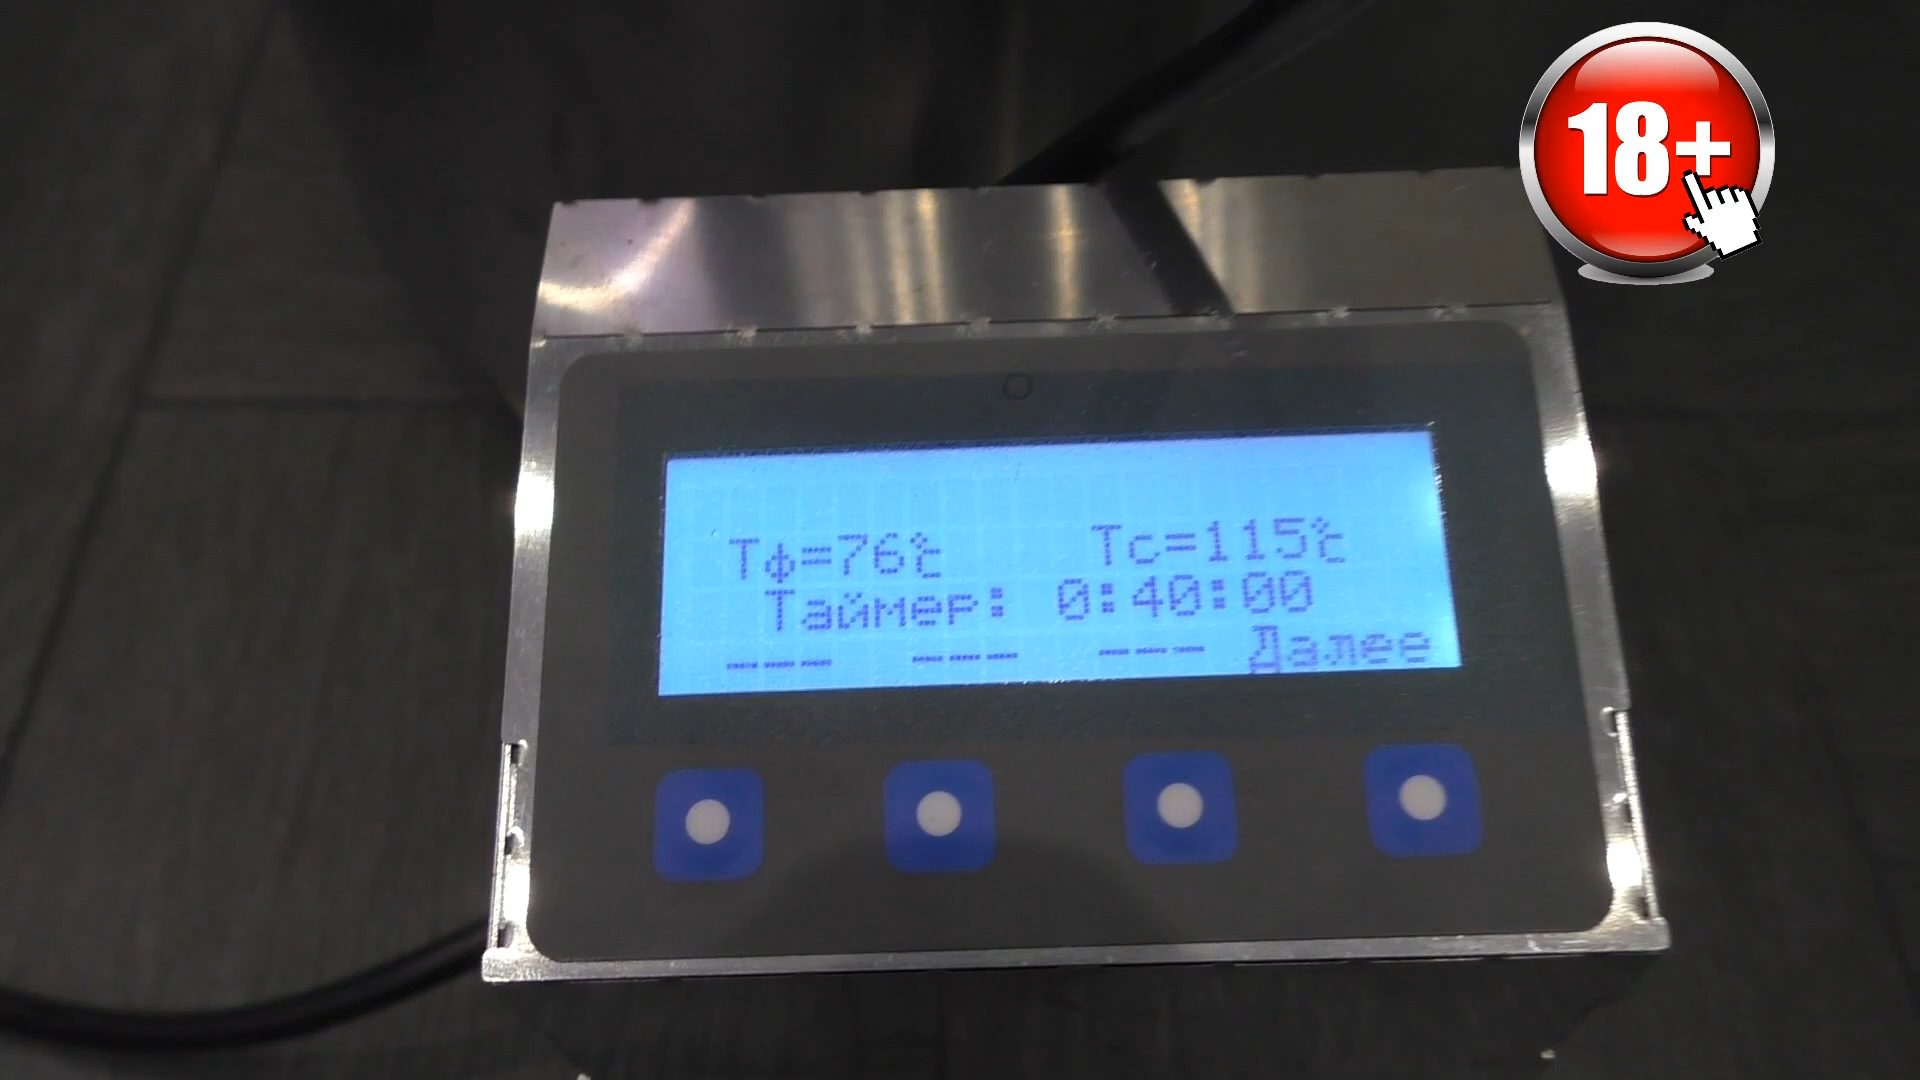 18+
Тф=76℃ Тс=115℃
Таймер: 0:40:00
---- ---- ---- Далее